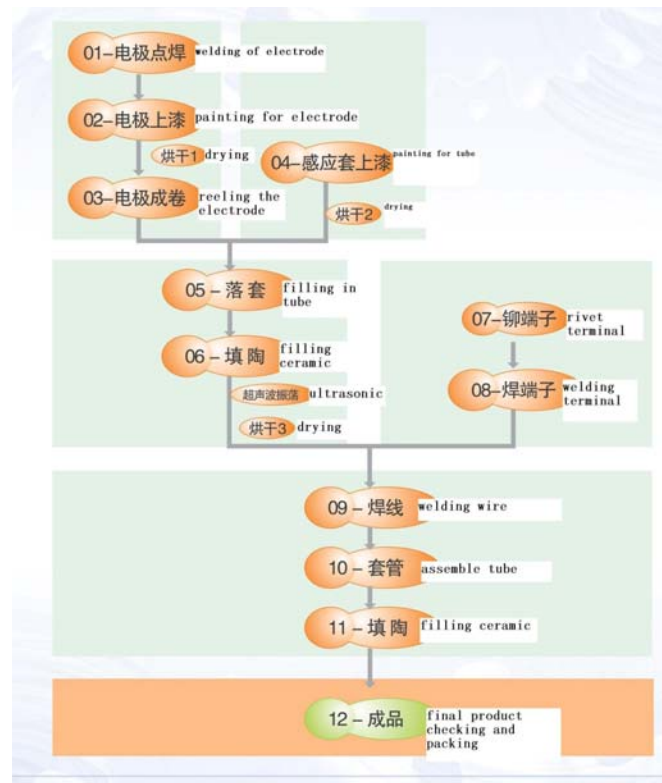 01-电极点焊 welding of electrode
02-电极上漆 painting for electrode
烘干1 drying
04-感应套上漆 painting for tube
03-电极成卷 reeling the
electrode
烘干2 drying
05-落套 filling in
tube
07-铆端子 rivet
terminal
06-填陶 filling
ceramic
超声波振荡 ultrasonic
08-焊端子 welding
terminal
烘干3 drying
09-焊线 welding wire
10-套管 assemble tube
11-填陶 filling ceramic
12-成品 final product
checking and
packing